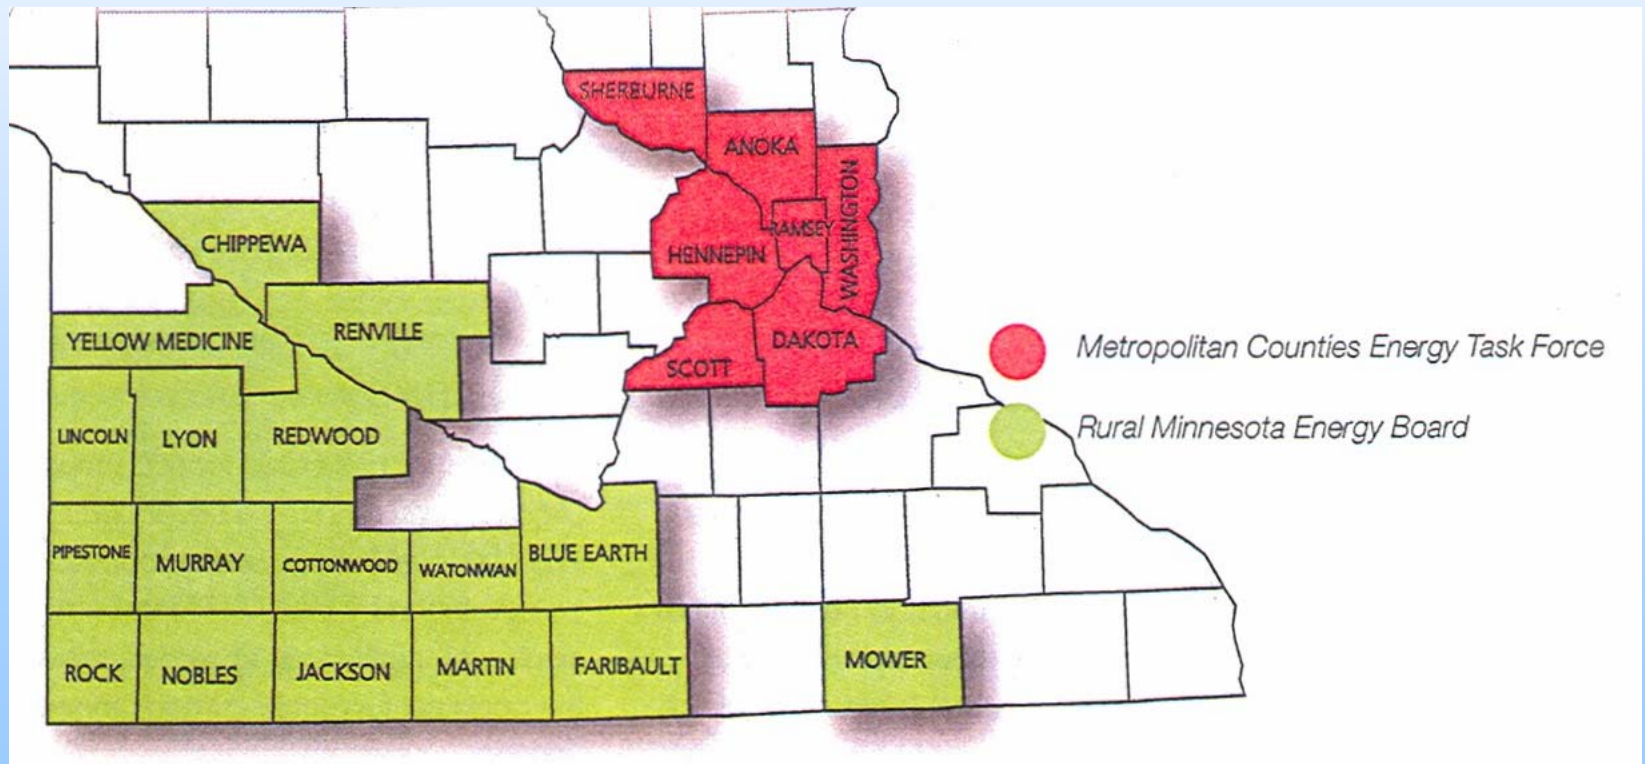 SHERBURNE
ANOKA
WASHINGTON
RAMSEY
HENNEPIN
CHIPPEWA
RENVILLE
YELLOW MEDICINE
DAKOTA
SCOTT
Metropolitan Counties Energy Task Force
Rural Minnesota Energy Board
LINCOLN
LYON
REDWOOD
PIPESTONE
MURRAY
COTTONWOOD
WATONWAN
BLUE EARTH
ROCK
NOBLES
JACKSON
MARTIN
FARIBAULT
MOWER